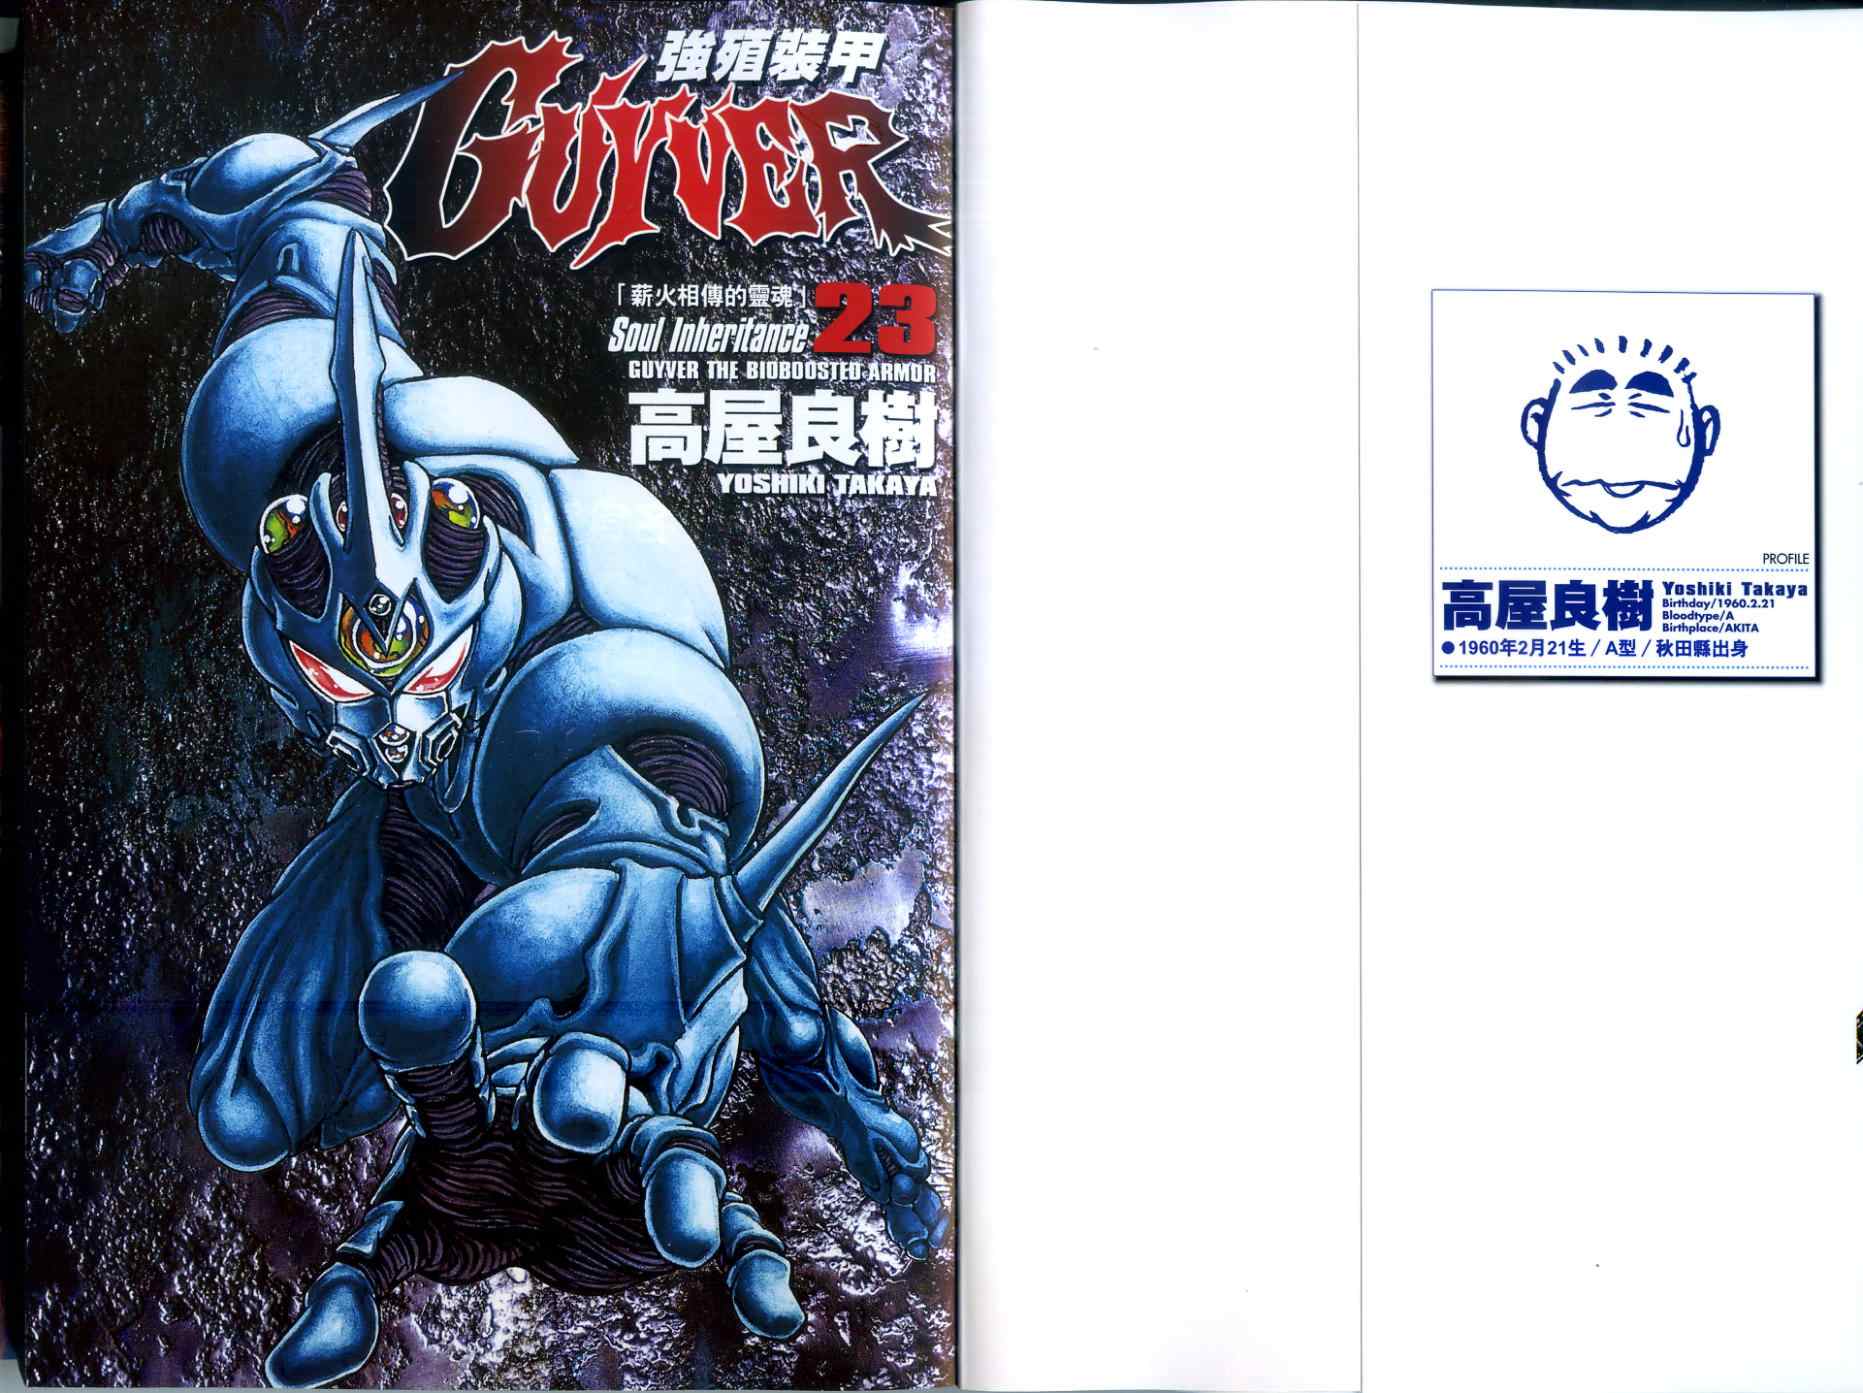 強殖裝甲
GUYVER
「薪火相傳的靈魂」
Soul Inheritance 23
GUYVER THE BIOBOOSTED ARMOR
高屋良樹
YOSHIKI TAKAYA
PROFILE
高屋良樹
Yoshiki Takaya
Birthday/1960.2.21
Bloodtype/A
Birthplace/AKITA
●1960年2月21生/A型/秋田縣出身